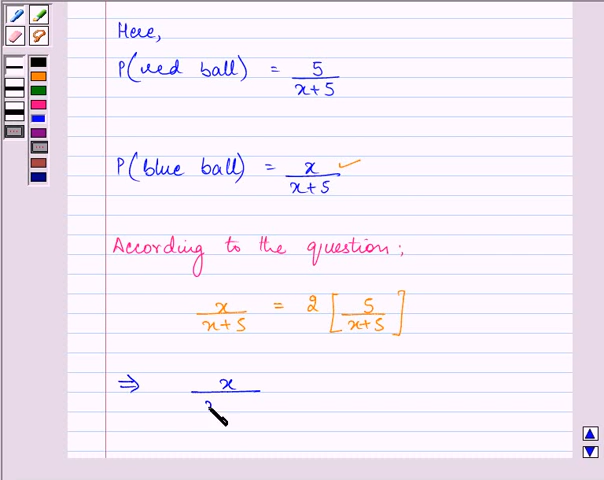 Here,
P(red ball) = 5/(x+5)
P(blue ball) = x/(x+5) ✓
According to the question;
x/(x+5) = 2 [5/(x+5)]
⇒ x